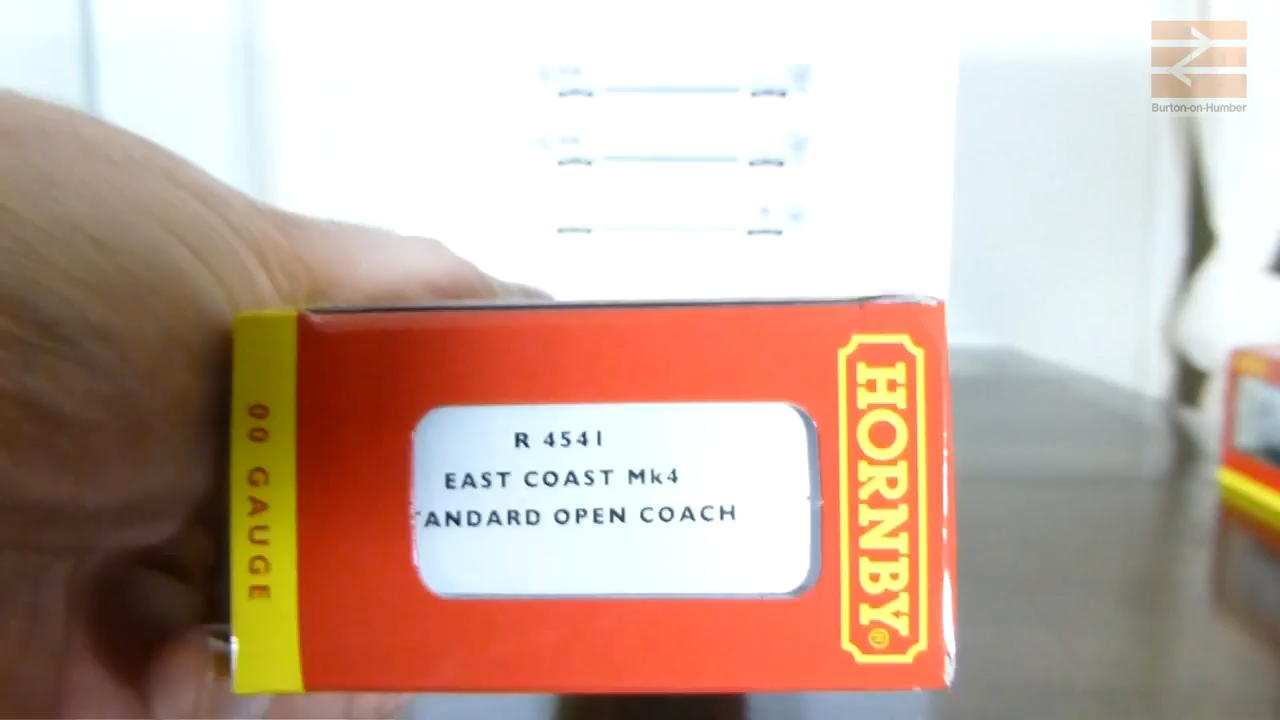 Burton-on-Humber
R 4541
EAST COAST Mk4
TANDARD OPEN COACH
HORNBY®
00 GAUGE